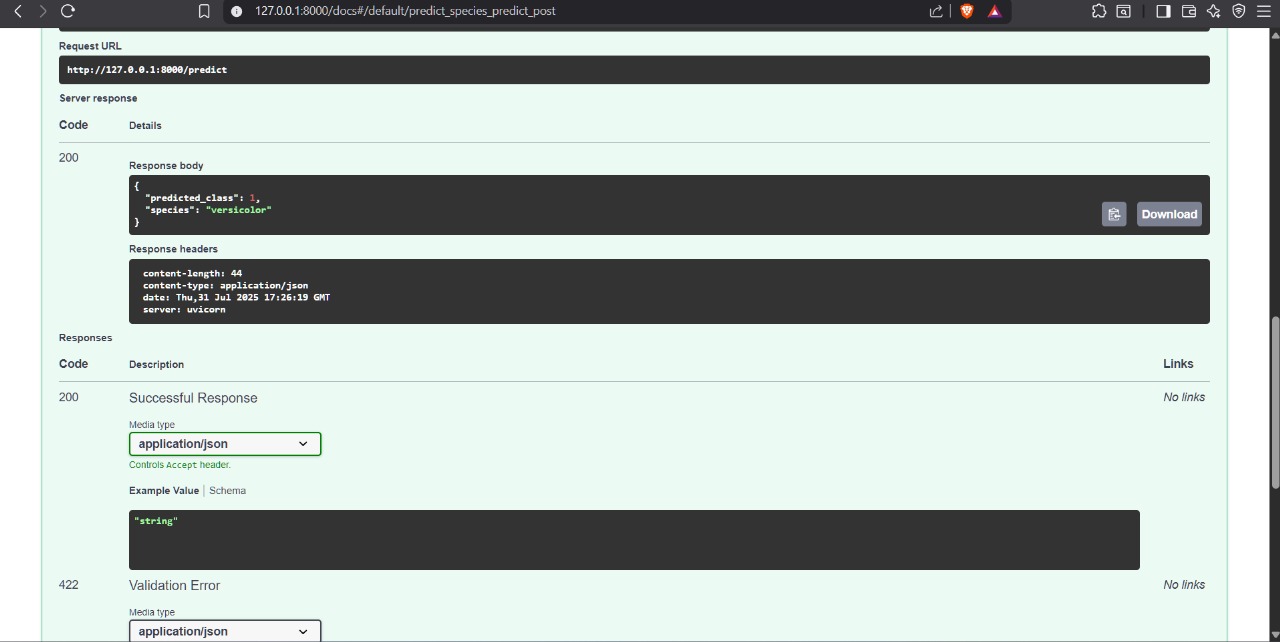 127.0.0.1:8000/docs#/default/predict_species_predict_post
Request URL
http://127.0.0.1:8000/predict
Server response
Code Details
200
Response body
{
"predicted_class": 1,
"species": "versicolor"
}
Download
Response headers
content-length: 44
content-type: application/json
date: Thu,31 Jul 2025 17:26:19 GMT
server: uvicorn
Responses
Code Description Links
200 Successful Response No links
Media type
application/json
Controls Accept header.
Example Value | Schema
"string"
422 Validation Error No links
Media type
application/json